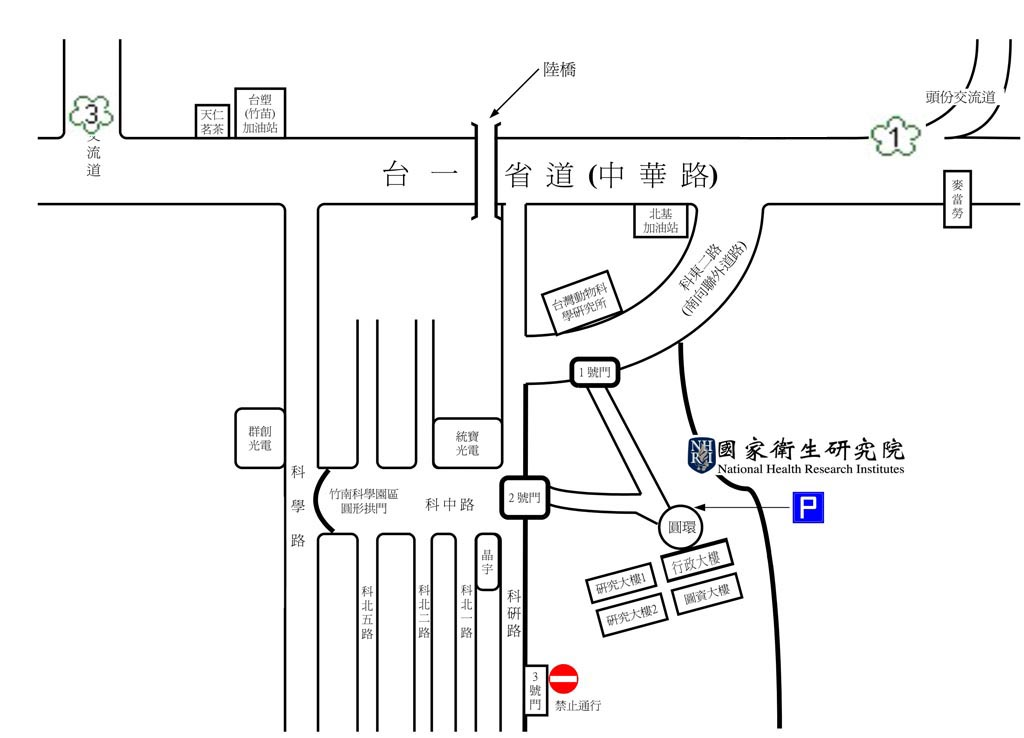 陸橋
3
交流道
天仁
茗茶
台塑
(竹苗)
加油站
頭份交流道
1
台一省道(中華路)
麥當勞
北基
加油站
科東二路
(南向聯外道路)
台灣動物科
學研究所
1號門
群創
光電
統寶
光電
NH
RI
國家衛生研究院
National Health Research Institutes
科學路
竹南科學園區
圓形拱門
科中路
2號門
P
圓環
晶宇
行政大樓
研究大樓1
圖資大樓
研究大樓2
科北五路
科北二路
科北一路
科研路
3號門
禁止通行